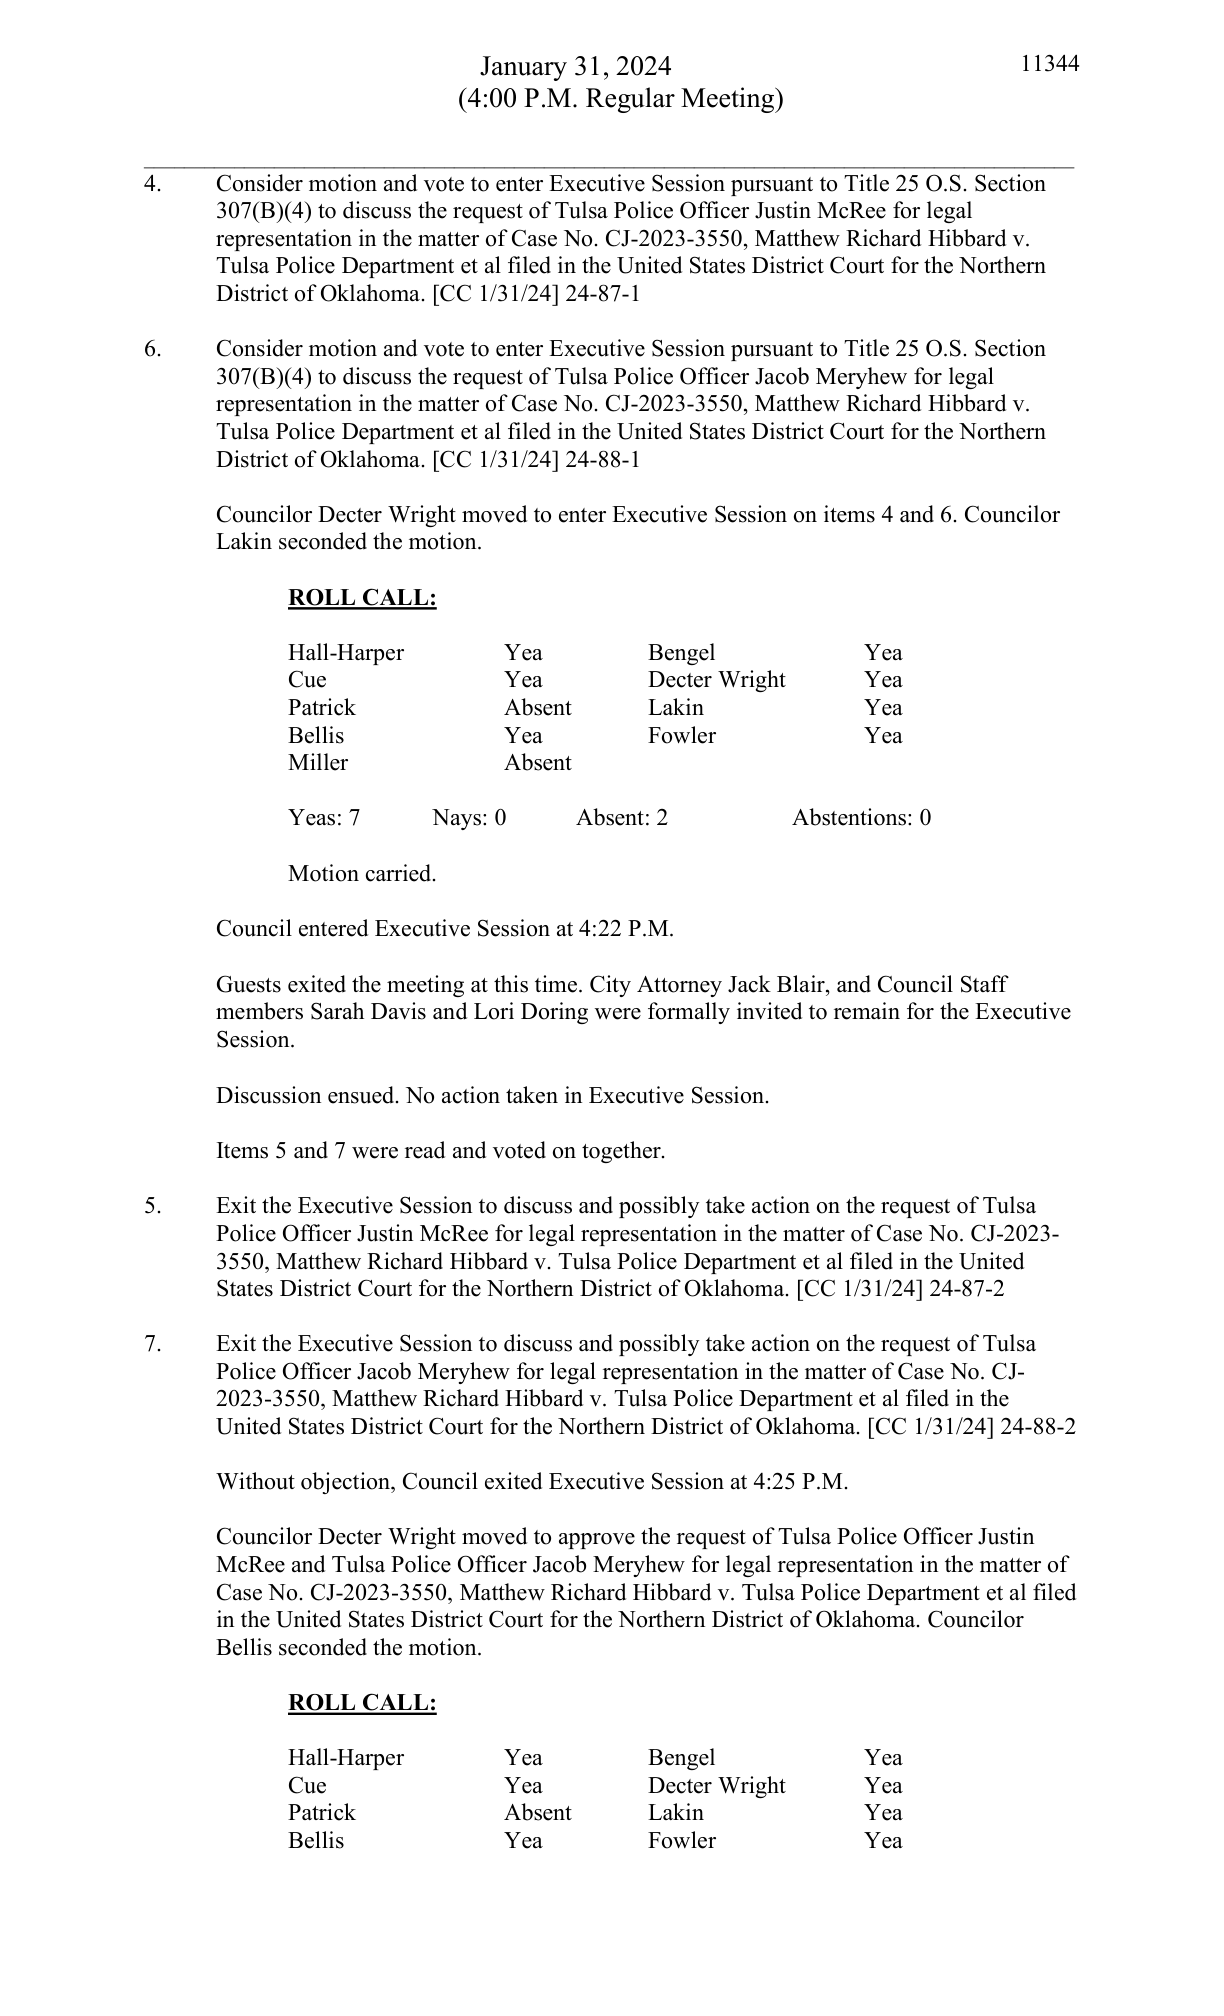 January 31, 2024 11344
(4:00 P.M. Regular Meeting)
4. Consider motion and vote to enter Executive Session pursuant to Title 25 O.S. Section
307(B)(4) to discuss the request of Tulsa Police Officer Justin McRee for legal
representation in the matter of Case No. CJ-2023-3550, Matthew Richard Hibbard v.
Tulsa Police Department et al filed in the United States District Court for the Northern
District of Oklahoma. [CC 1/31/24] 24-87-1
6. Consider motion and vote to enter Executive Session pursuant to Title 25 O.S. Section
307(B)(4) to discuss the request of Tulsa Police Officer Jacob Meryhew for legal
representation in the matter of Case No. CJ-2023-3550, Matthew Richard Hibbard v.
Tulsa Police Department et al filed in the United States District Court for the Northern
District of Oklahoma. [CC 1/31/24] 24-88-1
Councilor Decter Wright moved to enter Executive Session on items 4 and 6. Councilor
Lakin seconded the motion.
ROLL CALL:
Hall-Harper Yea Bengel Yea
Cue Yea Decter Wright Yea
Patrick Absent Lakin Yea
Bellis Yea Fowler Yea
Miller Absent
Yeas: 7 Nays: 0 Absent: 2 Abstentions: 0
Motion carried.
Council entered Executive Session at 4:22 P.M.
Guests exited the meeting at this time. City Attorney Jack Blair, and Council Staff
members Sarah Davis and Lori Doring were formally invited to remain for the Executive
Session.
Discussion ensued. No action taken in Executive Session.
Items 5 and 7 were read and voted on together.
5. Exit the Executive Session to discuss and possibly take action on the request of Tulsa
Police Officer Justin McRee for legal representation in the matter of Case No. CJ-2023-
3550, Matthew Richard Hibbard v. Tulsa Police Department et al filed in the United
States District Court for the Northern District of Oklahoma. [CC 1/31/24] 24-87-2
7. Exit the Executive Session to discuss and possibly take action on the request of Tulsa
Police Officer Jacob Meryhew for legal representation in the matter of Case No. CJ-
2023-3550, Matthew Richard Hibbard v. Tulsa Police Department et al filed in the
United States District Court for the Northern District of Oklahoma. [CC 1/31/24] 24-88-2
Without objection, Council exited Executive Session at 4:25 P.M.
Councilor Decter Wright moved to approve the request of Tulsa Police Officer Justin
McRee and Tulsa Police Officer Jacob Meryhew for legal representation in the matter of
Case No. CJ-2023-3550, Matthew Richard Hibbard v. Tulsa Police Department et al filed
in the United States District Court for the Northern District of Oklahoma. Councilor
Bellis seconded the motion.
ROLL CALL:
Hall-Harper Yea Bengel Yea
Cue Yea Decter Wright Yea
Patrick Absent Lakin Yea
Bellis Yea Fowler Yea